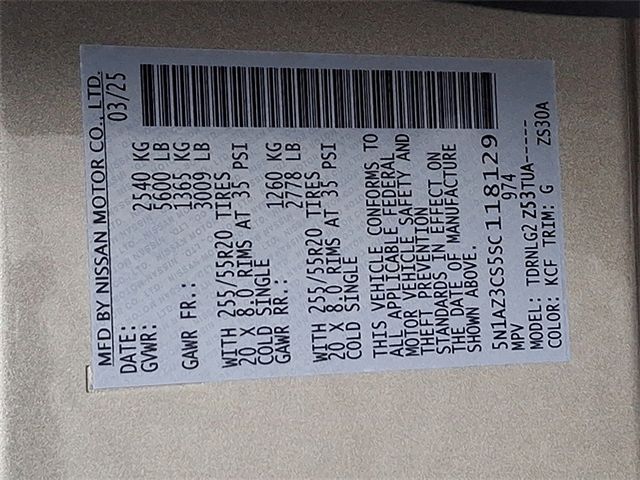 MFD BY NISSAN MOTOR CO., LTD.
DATE: 03/25
GVWR: 2540 KG
5600 LB
GAWR FR.: 1365 KG
3009 LB
WITH 255/55R20 TIRES
20 X 8.0 RIMS AT 35 PSI
COLD SINGLE
GAWR RR.: 1260 KG
2778 LB
WITH 255/55R20 TIRES
20 X 8.0 RIMS AT 35 PSI
COLD SINGLE
THIS VEHICLE CONFORMS TO
ALL APPLICABLE FEDERAL
MOTOR VEHICLE SAFETY AND
THEFT PREVENTION
STANDARDS IN EFFECT ON
THE DATE OF MANUFACTURE
SHOWN ABOVE.
5N1AZ3CS5SC118129
MPV 974
MODEL: TDRNLG2 Z53TUA-----
COLOR: KCF TRIM: G ZS30A